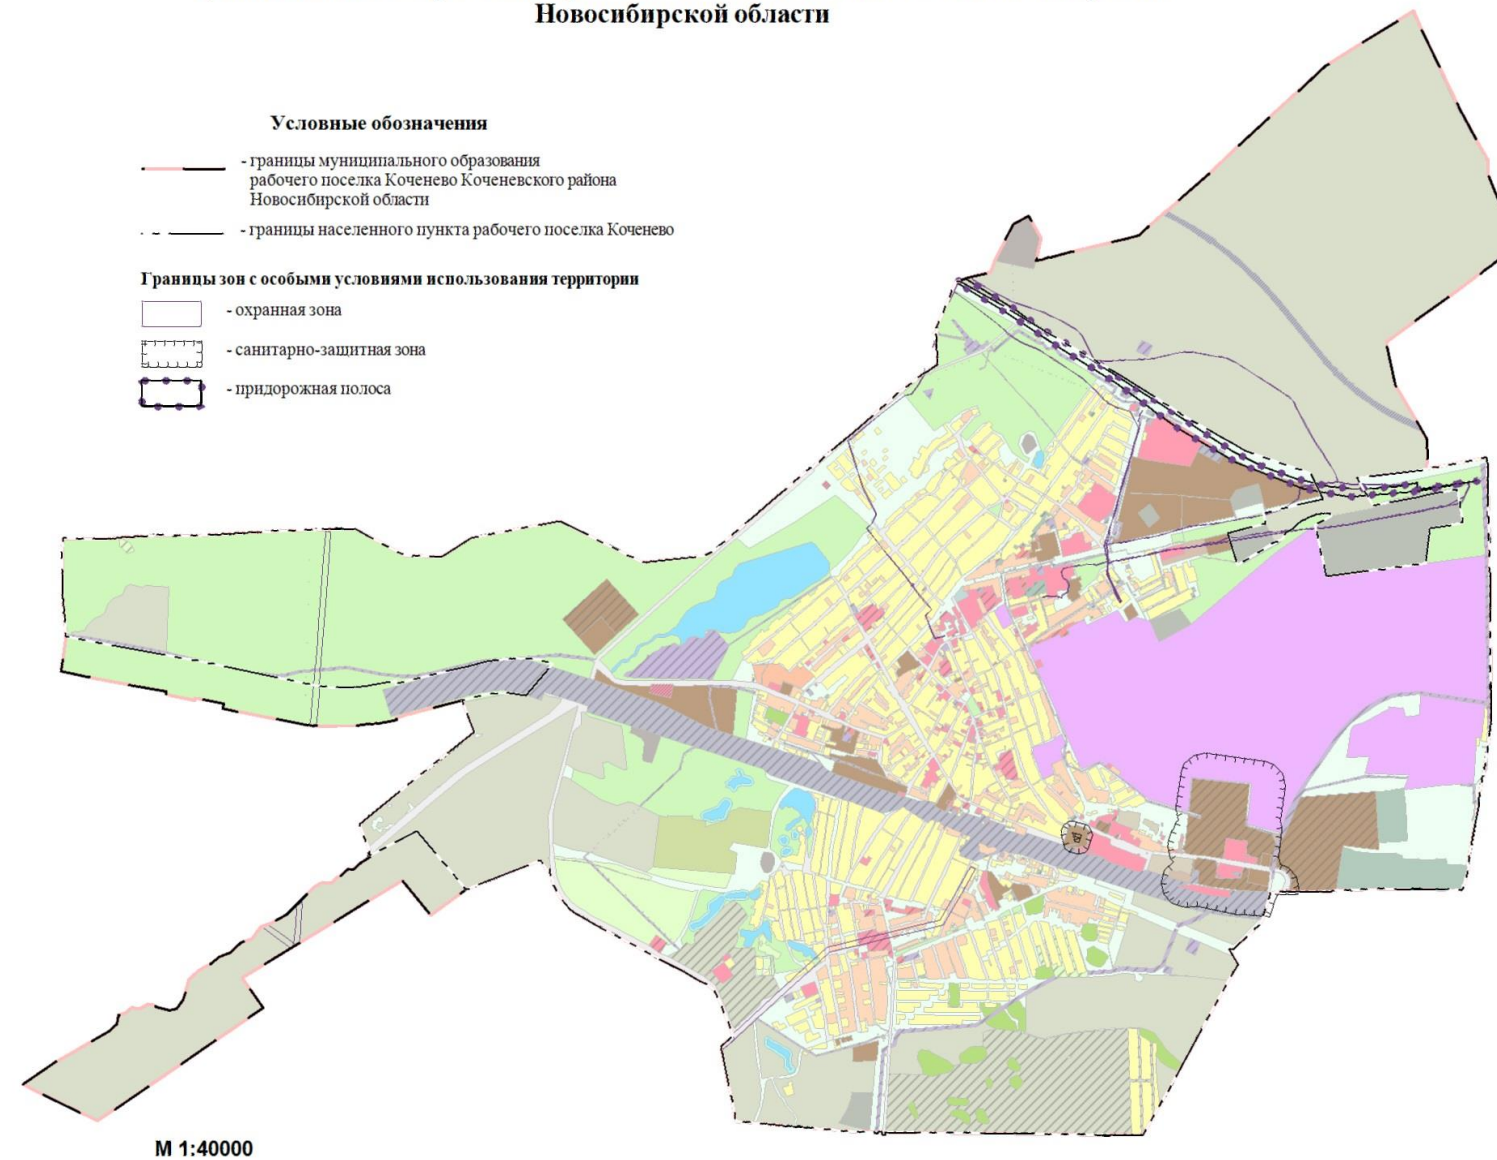 Новосибирской области
Условные обозначения
- границы муниципального образования
рабочего поселка Коченево Коченевского района
Новосибирской области
- границы населенного пункта рабочего поселка Коченево
Границы зон с особыми условиями использования территории
- охранная зона
- санитарно-защитная зона
- придорожная полоса
М 1:40000